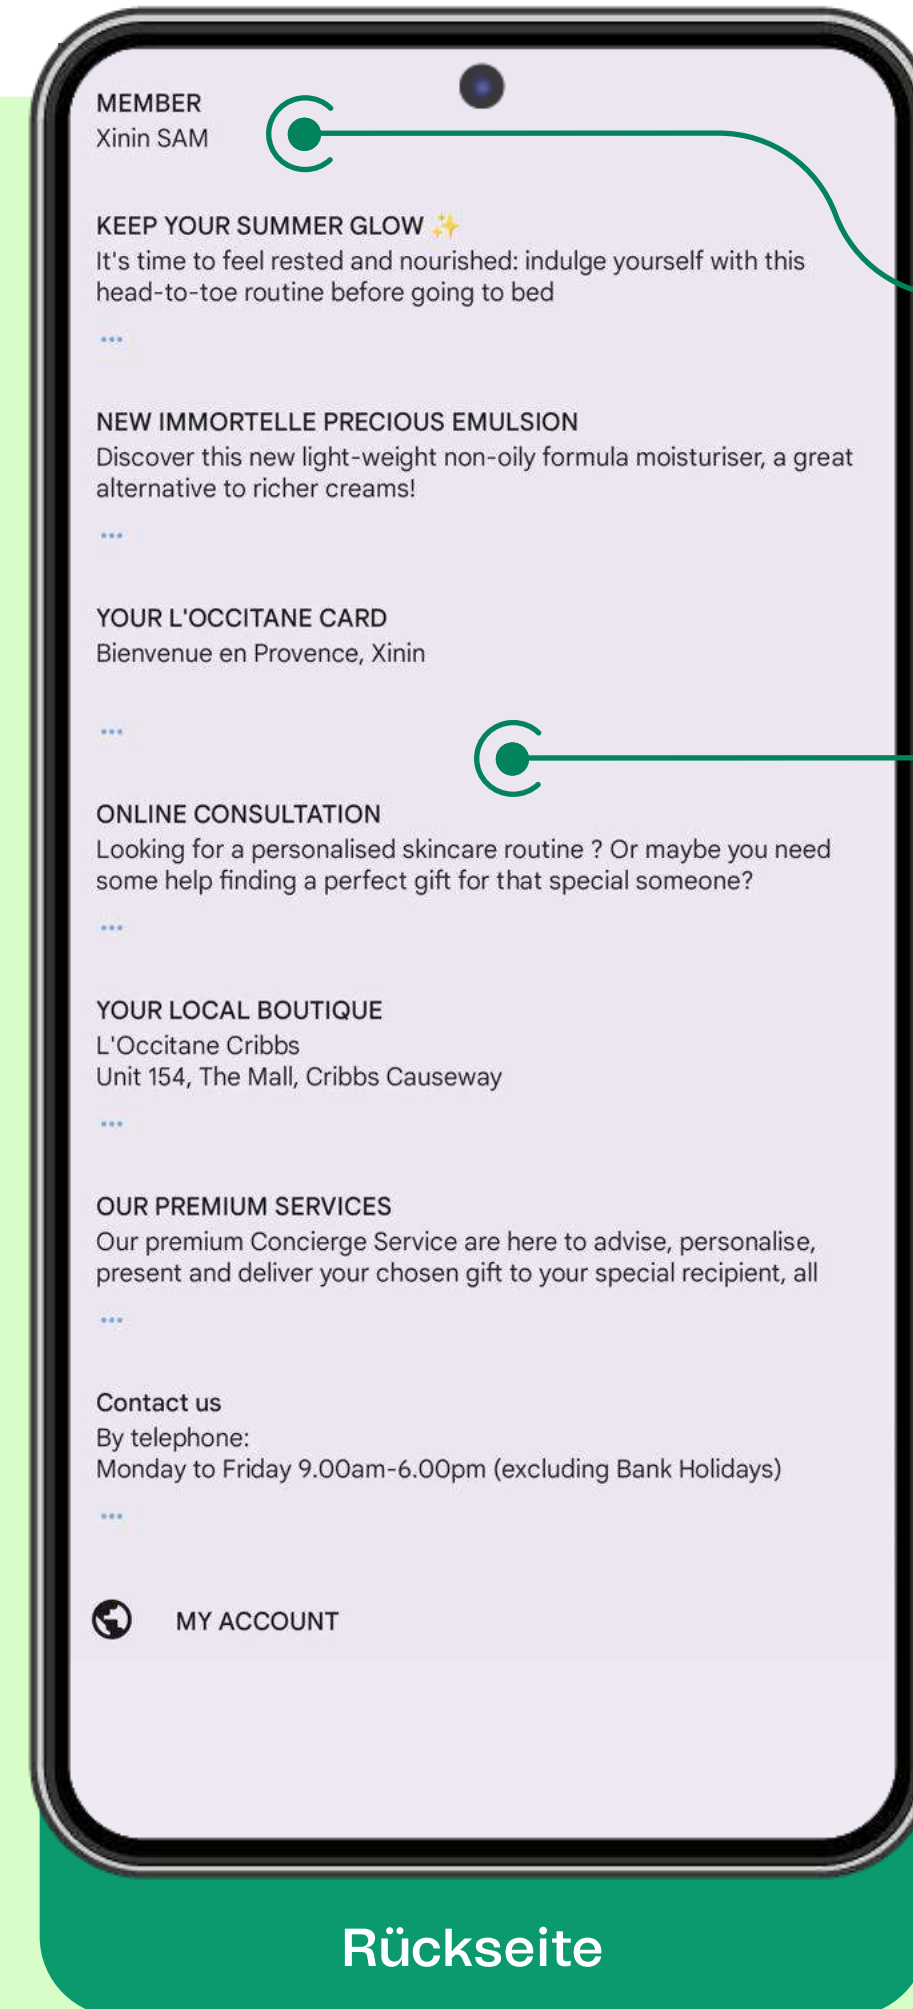 MEMBER
Xinin SAM
KEEP YOUR SUMMER GLOW ✨
It's time to feel rested and nourished: indulge yourself with this
head-to-toe routine before going to bed
...
NEW IMMORTELLE PRECIOUS EMULSION
Discover this new light-weight non-oily formula moisturiser, a great
alternative to richer creams!
...
YOUR L'OCCITANE CARD
Bienvenue en Provence, Xinin
...
ONLINE CONSULTATION
Looking for a personalised skincare routine ? Or maybe you need
some help finding a perfect gift for that special someone?
...
YOUR LOCAL BOUTIQUE
L'Occitane Cribbs
Unit 154, The Mall, Cribbs Causeway
...
OUR PREMIUM SERVICES
Our premium Concierge Service are here to advise, personalise,
present and deliver your chosen gift to your special recipient, all
...
Contact us
By telephone:
Monday to Friday 9.00am-6.00pm (excluding Bank Holidays)
...
MY ACCOUNT
Rückseite